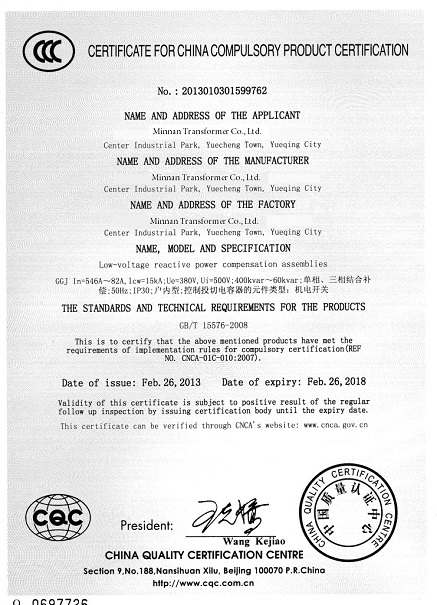 CCC
CERTIFICATE FOR CHINA COMPULSORY PRODUCT CERTIFICATION
No. : 2013010301599762
NAME AND ADDRESS OF THE APPLICANT
Minnan Transformer Co., Ltd.
Center Industrial Park, Yuecheng Town, Yueqing City
NAME AND ADDRESS OF THE MANUFACTURER
Minnan Transformer Co., Ltd.
Center Industrial Park, Yuecheng Town, Yueqing City
NAME AND ADDRESS OF THE FACTORY
Minnan Transformer Co., Ltd.
Center Industrial Park, Yuecheng Town, Yueqing City
NAME, MODEL AND SPECIFICATION
Low-voltage reactive power compensation assemblies
GGJ In=546A~82A, Icw=15kA;Ue=380V,Ui=500V;400kvar~60kvar;单相、三相结合补
偿;50Hz;IP30;户内型;控制投切电容器的元件类型：机电开关
THE STANDARDS AND TECHNICAL REQUIREMENTS FOR THE PRODUCTS
GB/T 15576-2008
This is to certify that the above mentioned products have met the
requirements of implementation rules for compulsory certification(REF
NO. CNCA-01C-010:2007).
Date of issue: Feb. 26, 2013 Date of expiry: Feb. 26, 2018
Validity of this certificate is subject to positive result of the regular
follow up inspection by issuing certification body until the expiry date.
This certificate can be verified through CNCA's website: www.cnca.gov.cn
CQC
President:
Wang Kejiao
CHINA QUALITY CERTIFICATION CENTRE
中国质量认证中心
CHINA QUALITY CERTIFICATION CENTRE
Section 9,No.188,Nansihuan Xilu, Beijing 100070 P.R.China
http://www.cqc.com.cn
0697736